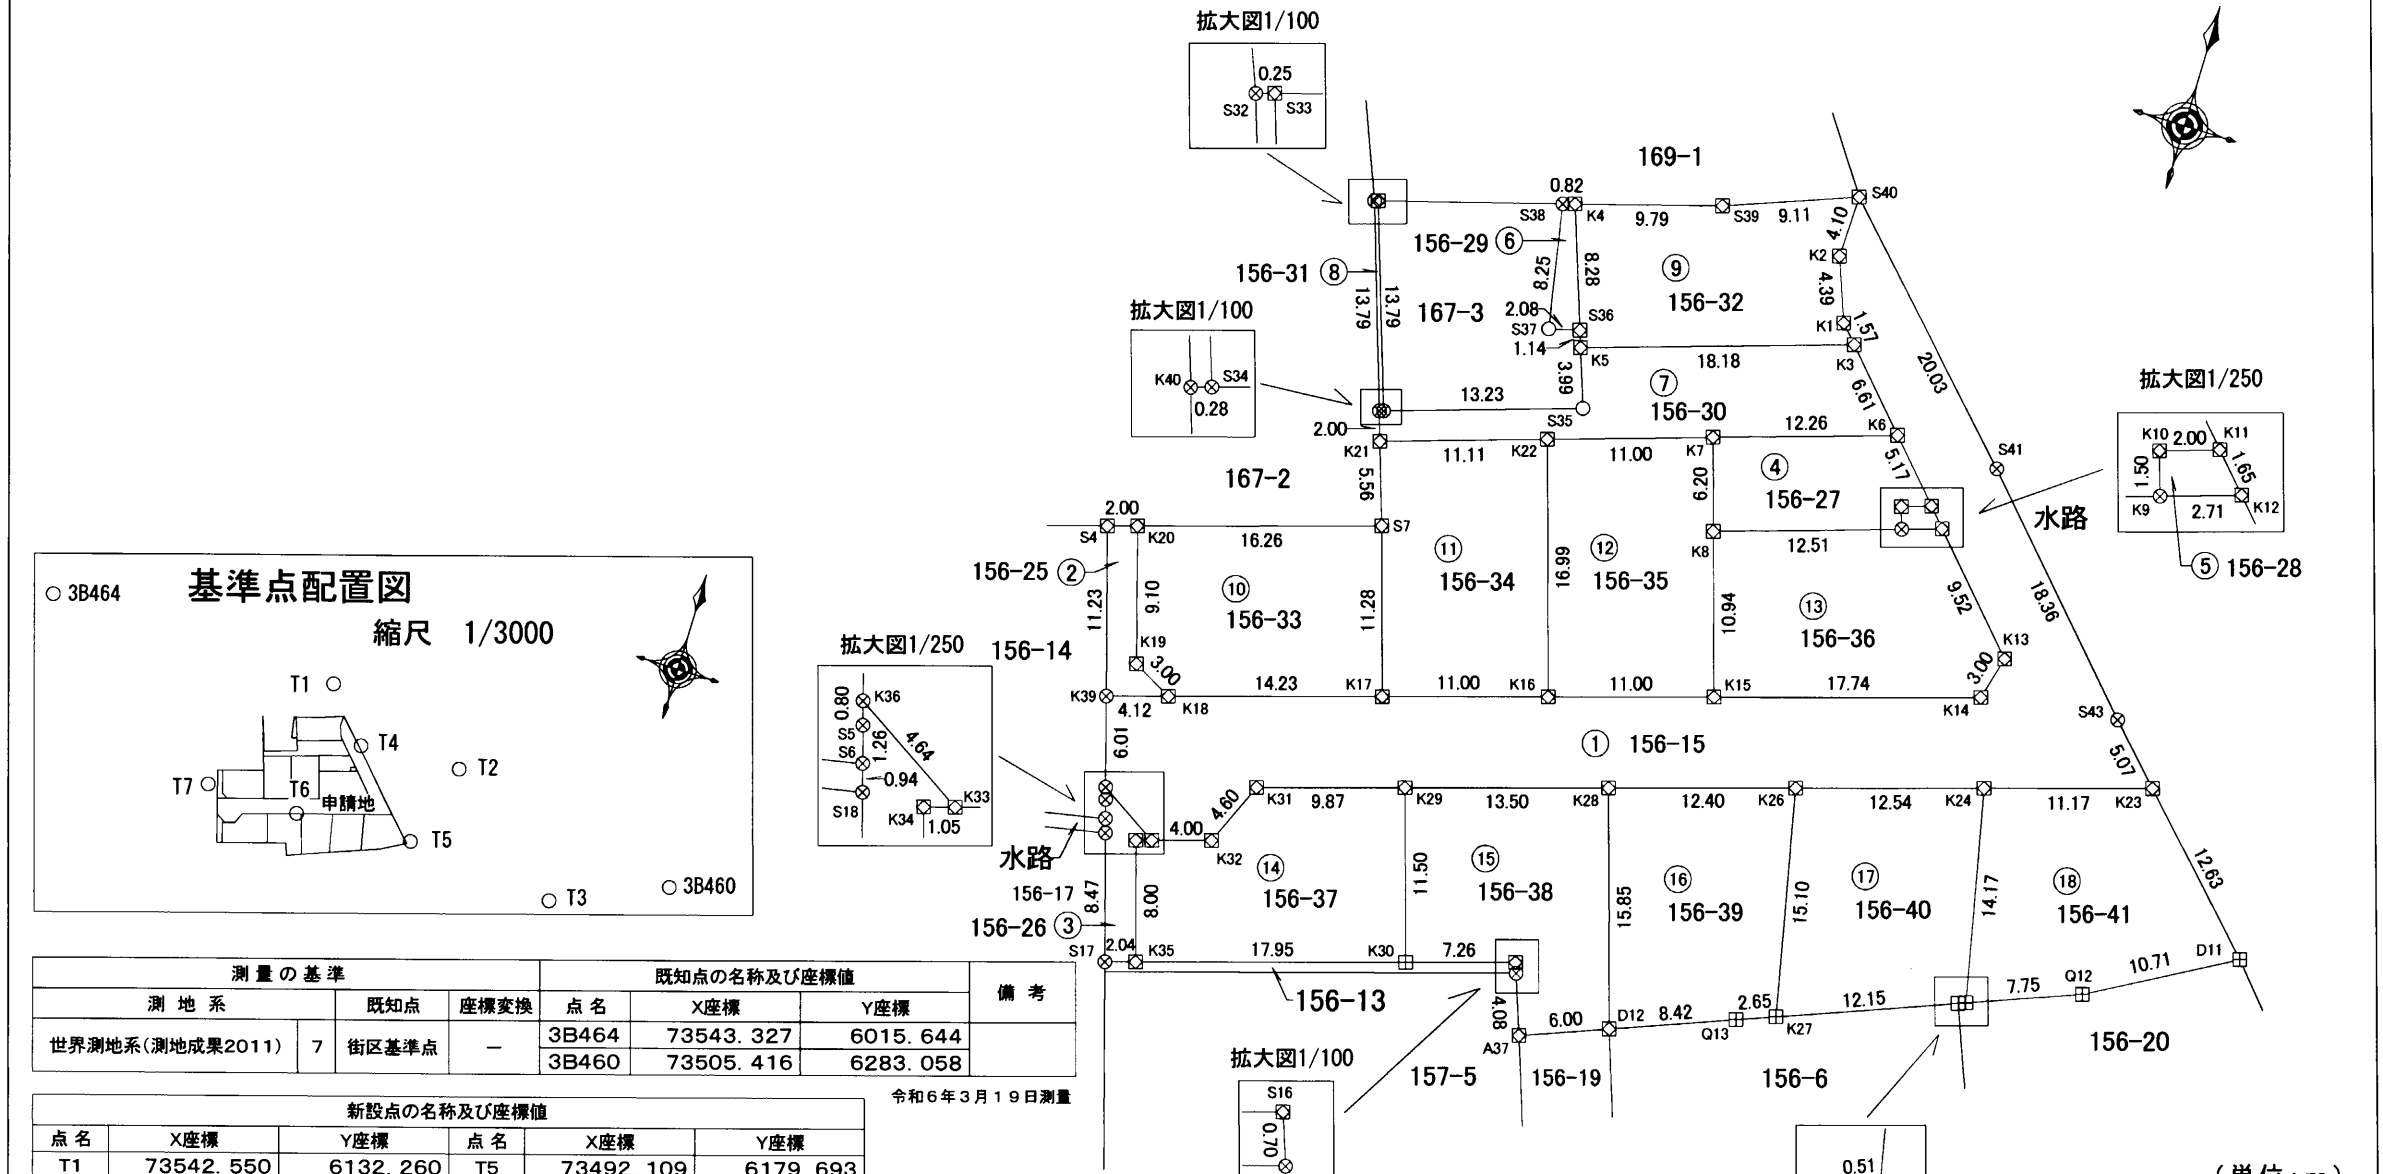 拡大図1/100
0.25
S32
S33
169-1
0.82
S38
K4
9.79
S39
9.11
S40
4.10
K2
4.39
K1
1.57
K3
156-29 ⑥
156-31 ⑧
13.79
13.79
8.25
8.28
⑨
156-32
167-3
2.08
S37
S36
1.14
K5
18.18
3.99
拡大図1/100
K40
S34
0.28
13.23
S35
⑦
156-30
6.61
20.03
2.00
K21
11.11
K22
11.00
K7
12.26
K6
S41
拡大図1/250
K10
2.00
K11
1.50
1.65
K9
2.71
K12
⑤ 156-28
167-2
5.56
6.20
④
156-27
5.17
水路
2.00
S4
K20
16.26
S7
K8
12.51
156-25 ②
⑪
156-34
⑫
156-35
16.99
11.23
9.10
⑩
156-33
11.28
10.94
⑬
156-36
9.52
18.36
156-14
K19
3.00
K13
3.00
K39
4.12
K18
14.23
K17
11.00
K16
11.00
K15
17.74
K14
S43
6.01
① 156-15
5.07
拡大図1/250
0.80
K36
S5
1.26
S6
4.64
0.94
S18
K33
K34
1.05
水路
4.00
K32
4.60
K31
9.87
K29
13.50
K28
12.40
K26
12.54
K24
11.17
K23
156-17
8.47
8.00
⑭
156-37
11.50
⑮
156-38
15.85
⑯
156-39
15.10
⑰
156-40
14.17
⑱
156-41
12.63
156-26 ③
S17
2.04
K35
17.95
K30
7.26
156-13
4.08
A37
6.00
D12
8.42
Q13
2.65
K27
12.15
7.75
Q12
10.71
D11
156-20
拡大図1/100
S16
0.70
157-5
156-19
156-6
0.51
基準点配置図
縮尺 1/3000
3B464
T1
T4
T2
T7
T6
申請地
T5
T3
3B460
測量の基準 既知点の名称及び座標値 備考
測地系 既知点 座標変換 点名 X座標 Y座標
世界測地系(測地成果2011) 7 街区基準点 － 3B464 73543.327 6015.644
3B460 73505.416 6283.058
令和6年3月19日測量
新設点の名称及び座標値
点名 X座標 Y座標 点名 X座標 Y座標
T1 73542.550 6132.260 T5 73492.109 6179.693
(単位:m)